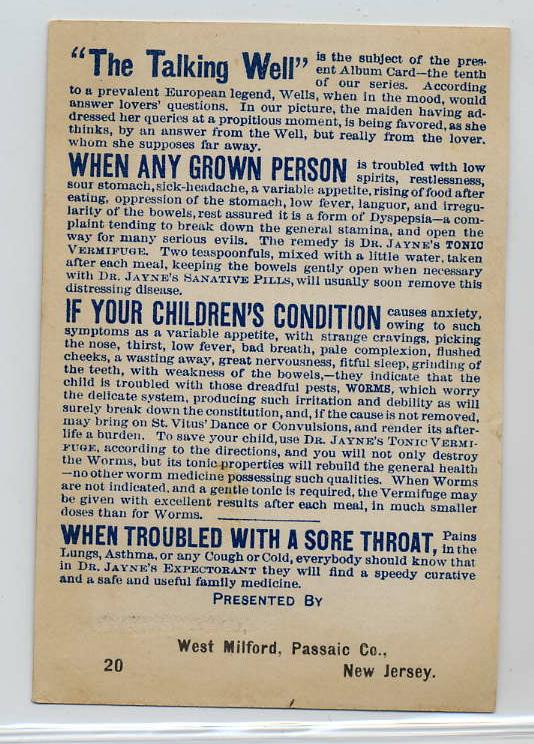 “The Talking Well” is the subject of the pres-
ent Album Card—the tenth
of our series. According
to a prevalent European legend, Wells, when in the mood, would
answer lovers' questions. In our picture, the maiden having ad-
dressed her queries at a propitious moment, is being favored, as she
thinks, by an answer from the Well, but really from the lover.
whom she supposes far away.
WHEN ANY GROWN PERSON is troubled with low
spirits, restlessness,
sour stomach, sick-headache, a variable appetite, rising of food after
eating, oppression of the stomach, low fever, languor, and irregu-
larity of the bowels, rest assured it is a form of Dyspepsia—a com-
plaint tending to break down the general stamina, and open the
way for many serious evils. The remedy is DR. JAYNE'S TONIC
VERMIFUGE. Two teaspoonfuls, mixed with a little water, taken
after each meal, keeping the bowels gently open when necessary
with DR. JAYNE'S SANATIVE PILLS, will usually soon remove this
distressing disease.
IF YOUR CHILDREN'S CONDITION causes anxiety,
owing to such
symptoms as a variable appetite, with strange cravings, picking
the nose, thirst, low fever, bad breath, pale complexion, flushed
cheeks, a wasting away, great nervousness, fitful sleep, grinding of
the teeth, with weakness of the bowels,—they indicate that the
child is troubled with those dreadful pests, WORMS, which worry
the delicate system, producing such irritation and debility as will
surely break down the constitution, and, if the cause is not removed,
may bring on St. Vitus' Dance or Convulsions, and render its after-
life a burden. To save your child, use DR. JAYNE'S TONIC VERMI-
FUGE, according to the directions, and you will not only destroy
the Worms, but its tonic properties will rebuild the general health
—no other worm medicine possessing such qualities. When Worms
are not indicated, and a gentle tonic is required, the Vermifuge may
be given with excellent results after each meal, in much smaller
doses than for Worms.
WHEN TROUBLED WITH A SORE THROAT, Pains
in the
Lungs, Asthma, or any Cough or Cold, everybody should know that
in DR. JAYNE'S EXPECTORANT they will find a speedy curative
and a safe and useful family medicine.
PRESENTED BY
West Milford, Passaic Co.,
20 New Jersey.